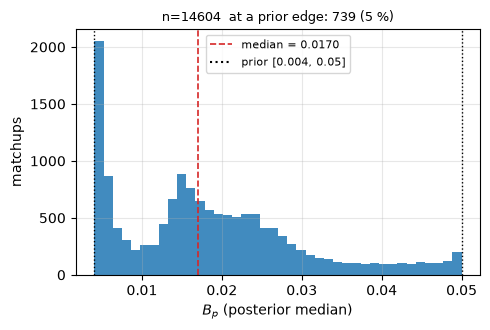 n=14604 at a prior edge: 739 (5 %)
median = 0.0170
prior [0.004, 0.05]
matchups
2000
1500
1000
500
0
0.01 0.02 0.03 0.04 0.05
B_p (posterior median)